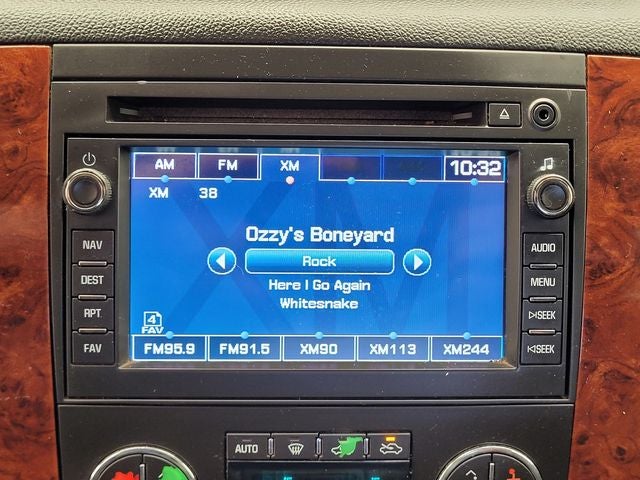 AM FM XM 10:32
XM 38
NAV
DEST
RPT
FAV
Ozzy's Boneyard
Rock
Here I Go Again
Whitesnake
4
FAV
FM95.9 FM91.5 XM90 XM113 XM244
AUDIO
MENU
SEEK
SEEK
AUTO
XM